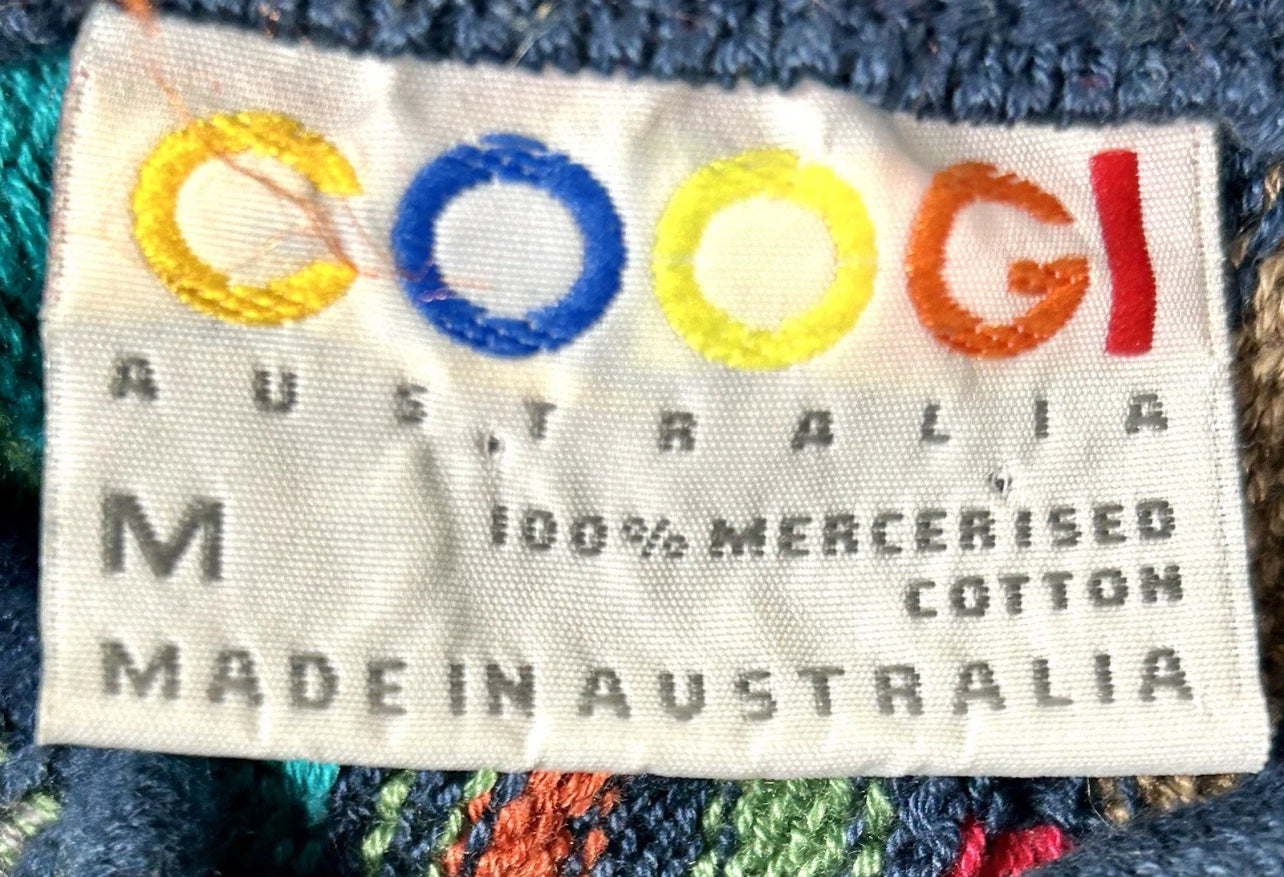 COOGI
AUSTRALIA
M 100% MERCERISED
COTTON
MADE IN AUSTRALIA